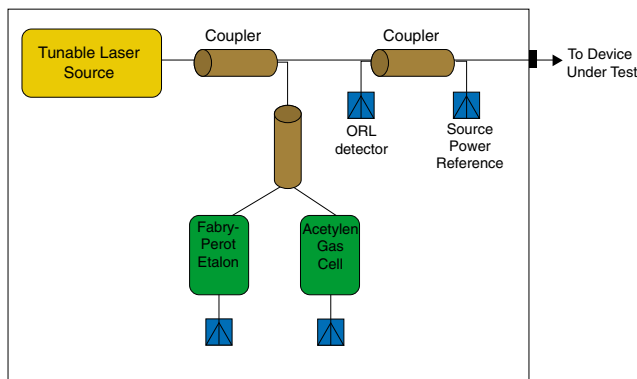 Tunable Laser
Source
Coupler
Coupler
To Device
Under Test
ORL
detector
Source
Power
Reference
Fabry-
Perot
Etalon
Acetylen
Gas
Cell